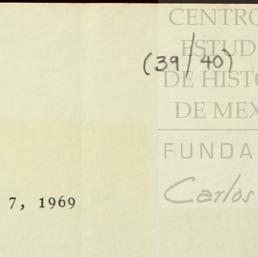 CENTRO
ESTUD
DE HISTO
DE MEX
FUNDA
Carlos
(39/40)
7, 1969